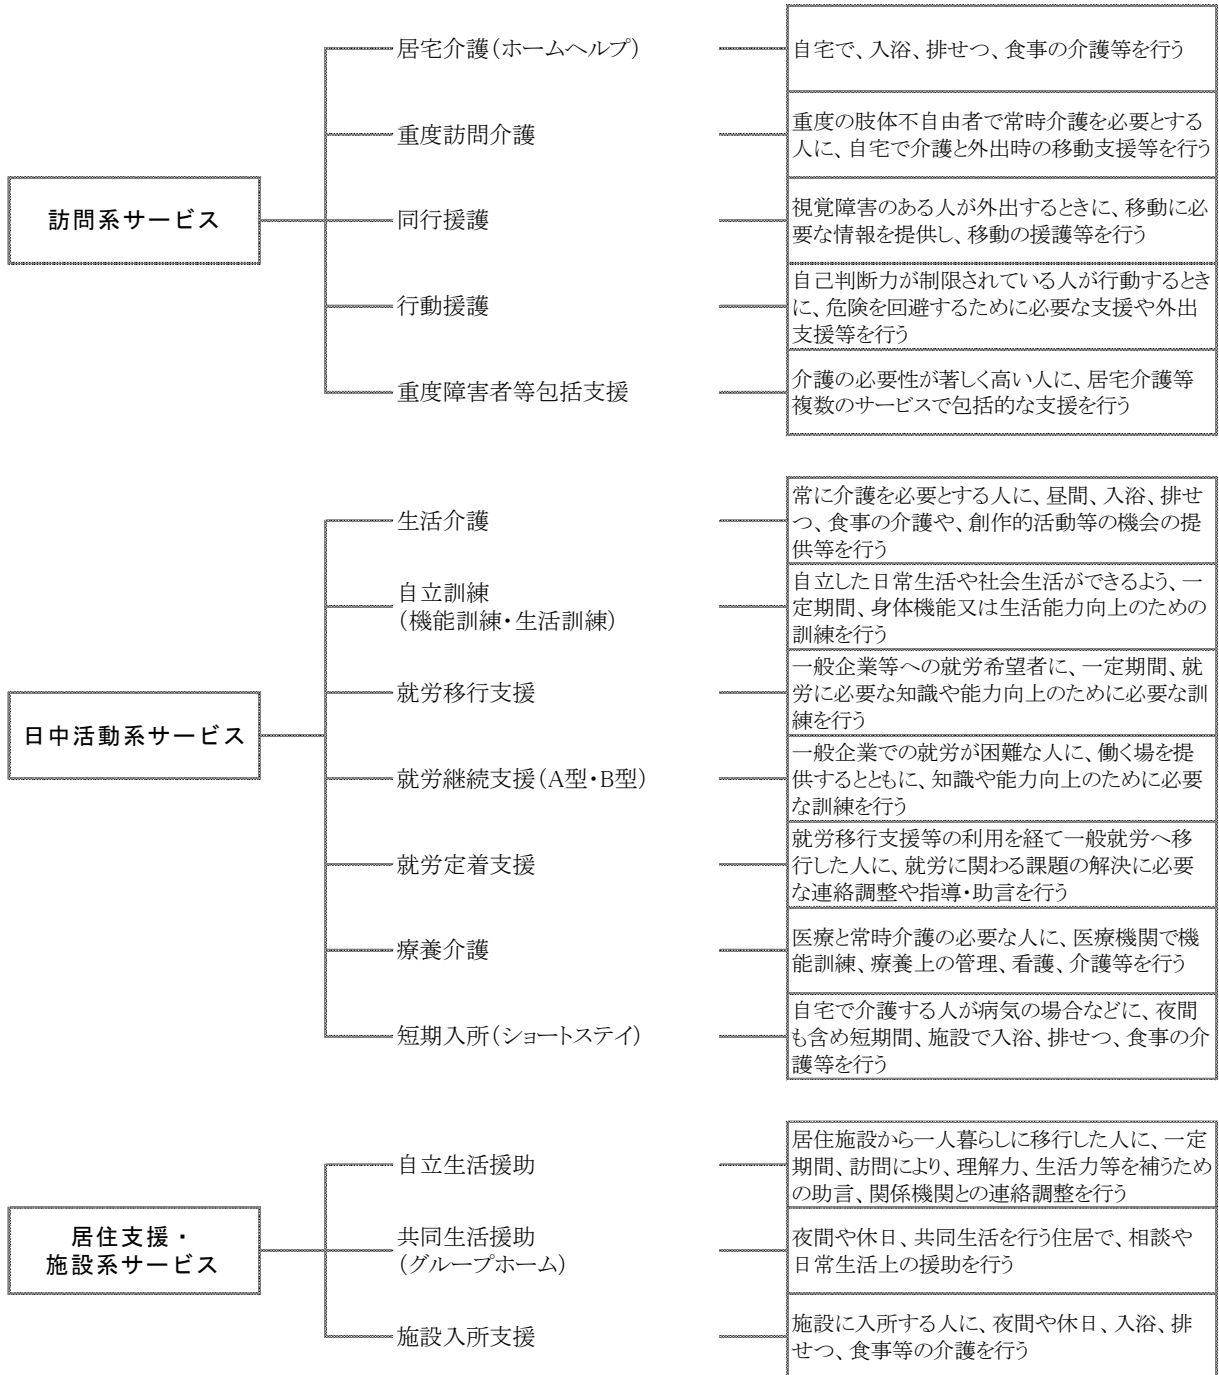 居宅介護(ホームヘルプ)
自宅で、入浴、排せつ、食事の介護等を行う
重度訪問介護
重度の肢体不自由者で常時介護を必要とする
人に、自宅で介護と外出時の移動支援等を行う
訪問系サービス
同行援護
視覚障害のある人が外出するときに、移動に必
要な情報を提供し、移動の援護等を行う
行動援護
自己判断力が制限されている人が行動するとき
に、危険を回避するために必要な支援や外出
支援等を行う
重度障害者等包括支援
介護の必要性が著しく高い人に、居宅介護等
複数のサービスで包括的な支援を行う
生活介護
常に介護を必要とする人に、昼間、入浴、排せ
つ、食事の介護や、創作的活動等の機会の提
供等を行う
自立訓練
(機能訓練・生活訓練)
自立した日常生活や社会生活ができるよう、一
定期間、身体機能又は生活能力向上のための
訓練を行う
日中活動系サービス
就労移行支援
一般企業等への就労希望者に、一定期間、就
労に必要な知識や能力向上のために必要な訓
練を行う
就労継続支援(A型・B型)
一般企業での就労が困難な人に、働く場を提
供するとともに、知識や能力向上のために必要
な訓練を行う
就労定着支援
就労移行支援等の利用を経て一般就労へ移
行した人に、就労に関わる課題の解決に必要
な連絡調整や指導・助言を行う
療養介護
医療と常時介護の必要な人に、医療機関で機
能訓練、療養上の管理、看護、介護等を行う
短期入所(ショートステイ)
自宅で介護する人が病気の場合などに、夜間
も含め短期間、施設で入浴、排せつ、食事の介
護等を行う
自立生活援助
居住施設から一人暮らしに移行した人に、一定
期間、訪問により、理解力、生活力等を補うため
の助言、関係機関との連絡調整を行う
居住支援・
施設系サービス
共同生活援助
(グループホーム)
夜間や休日、共同生活を行う住居で、相談や
日常生活上の援助を行う
施設入所支援
施設に入所する人に、夜間や休日、入浴、排
せつ、食事等の介護を行う